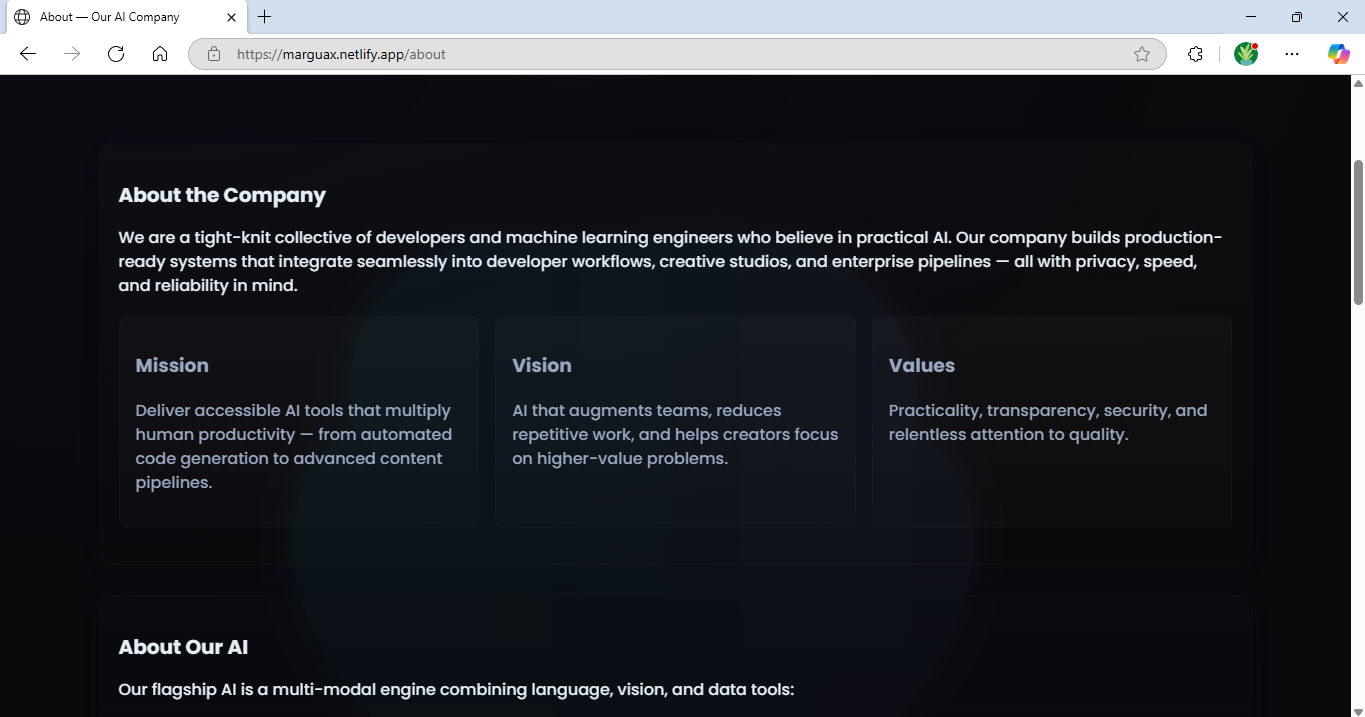 About — Our AI Company
https://marguax.netlify.app/about
About the Company
We are a tight-knit collective of developers and machine learning engineers who believe in practical AI. Our company builds production-
ready systems that integrate seamlessly into developer workflows, creative studios, and enterprise pipelines — all with privacy, speed,
and reliability in mind.
Mission
Deliver accessible AI tools that multiply
human productivity — from automated
code generation to advanced content
pipelines.
Vision
AI that augments teams, reduces
repetitive work, and helps creators focus
on higher-value problems.
Values
Practicality, transparency, security, and
relentless attention to quality.
About Our AI
Our flagship AI is a multi-modal engine combining language, vision, and data tools: